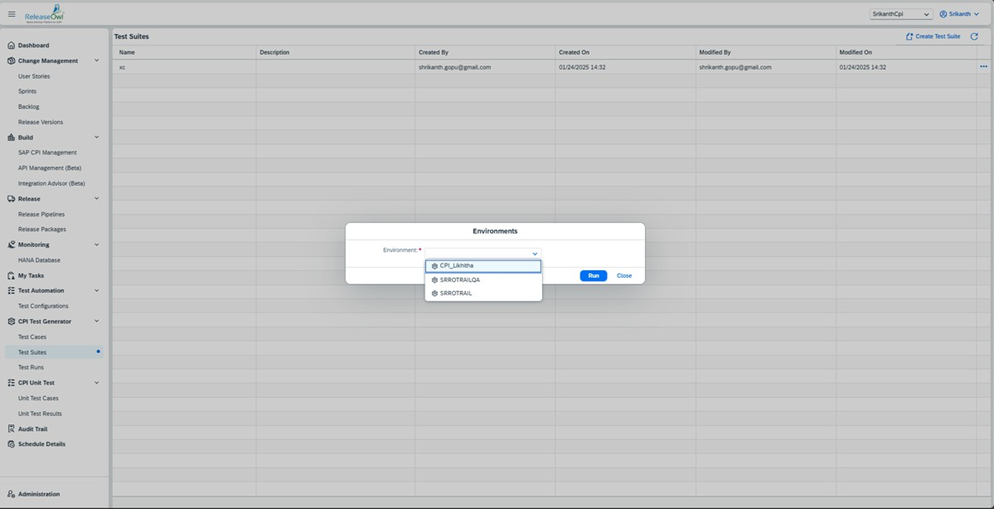 ReleaseOwl
SrikanthCpi
Srikanth
Dashboard
Change Management
User Stories
Sprints
Backlog
Release Versions
Build
SAP CPI Management
API Management (Beta)
Integration Advisor (Beta)
Release
Release Pipelines
Release Packages
Monitoring
HANA Database
My Tasks
Test Automation
Test Configurations
CPI Test Generator
Test Cases
Test Suites
Test Runs
CPI Unit Test
Unit Test Cases
Unit Test Results
Audit Trail
Schedule Details
Administration
Test Suites
Create Test Suite
Name Description Created By Created On Modified By Modified On
xc shrikanth.gopu@gmail.com 01/24/2025 14:32 shrikanth.gopu@gmail.com 01/24/2025 14:32
Environments
Environment: *
CPI_Likhitha
SRROTRAILQA
SRROTRAIL
Run Close